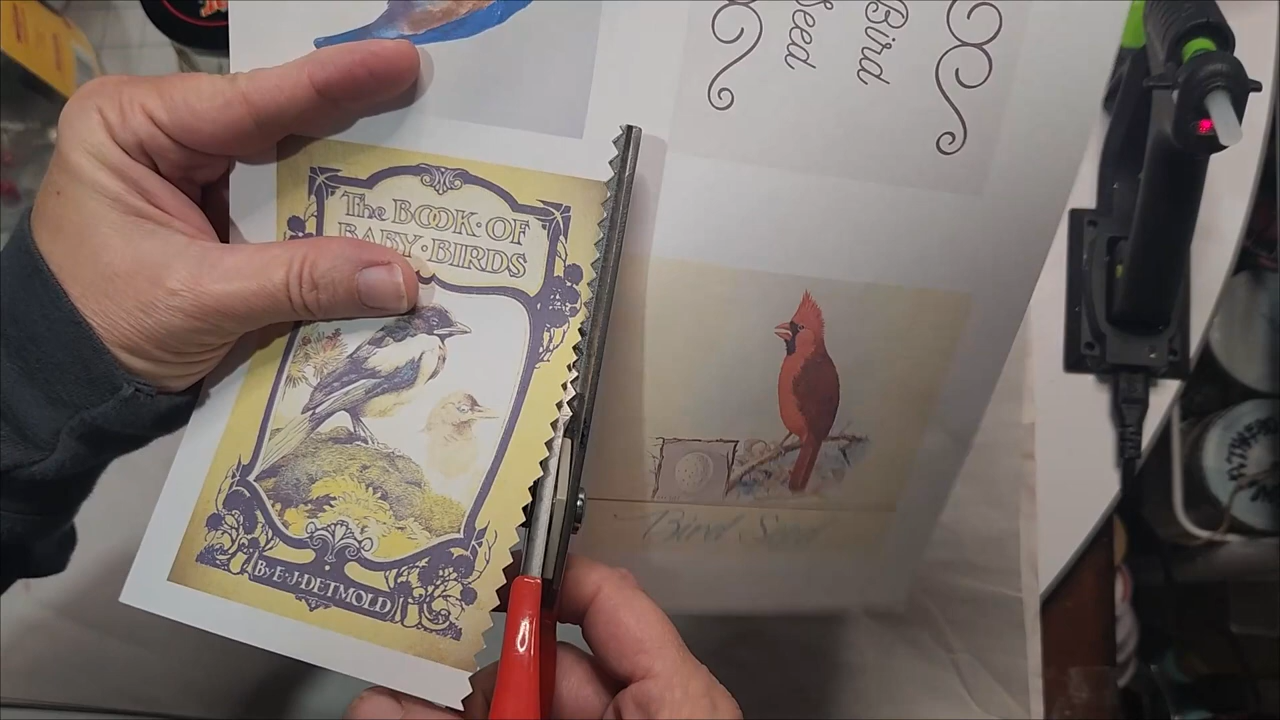 The BOOK·OF
BABY·BIRDS
By E·J·DETMOLD
Bird
Seed
Bird Seed